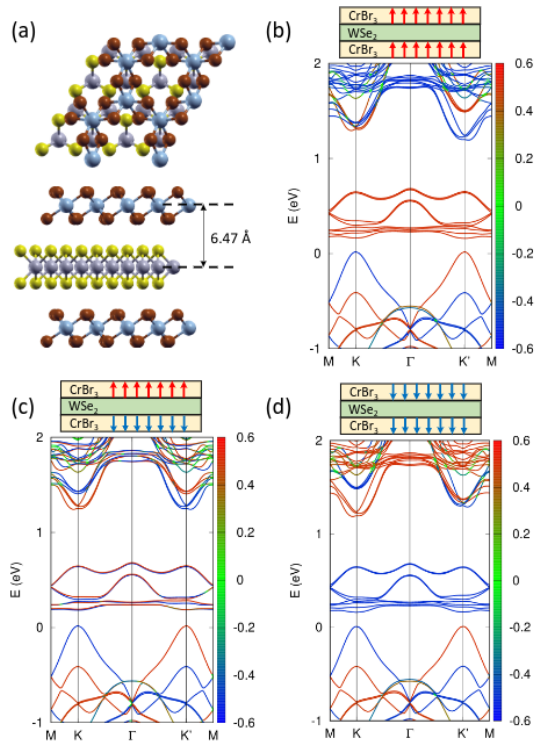 (a)
6.47 Å
(b)
CrBr3
WSe2
CrBr3
E (eV)
2
1
0
-1
M K Γ K' M
0.6
0.4
0.2
0
-0.2
-0.4
-0.6
(c)
CrBr3
WSe2
CrBr3
E (eV)
2
1
0
-1
M K Γ K' M
0.6
0.4
0.2
0
-0.2
-0.4
-0.6
(d)
CrBr3
WSe2
CrBr3
E (eV)
2
1
0
-1
M K Γ K' M
0.6
0.4
0.2
0
-0.2
-0.4
-0.6